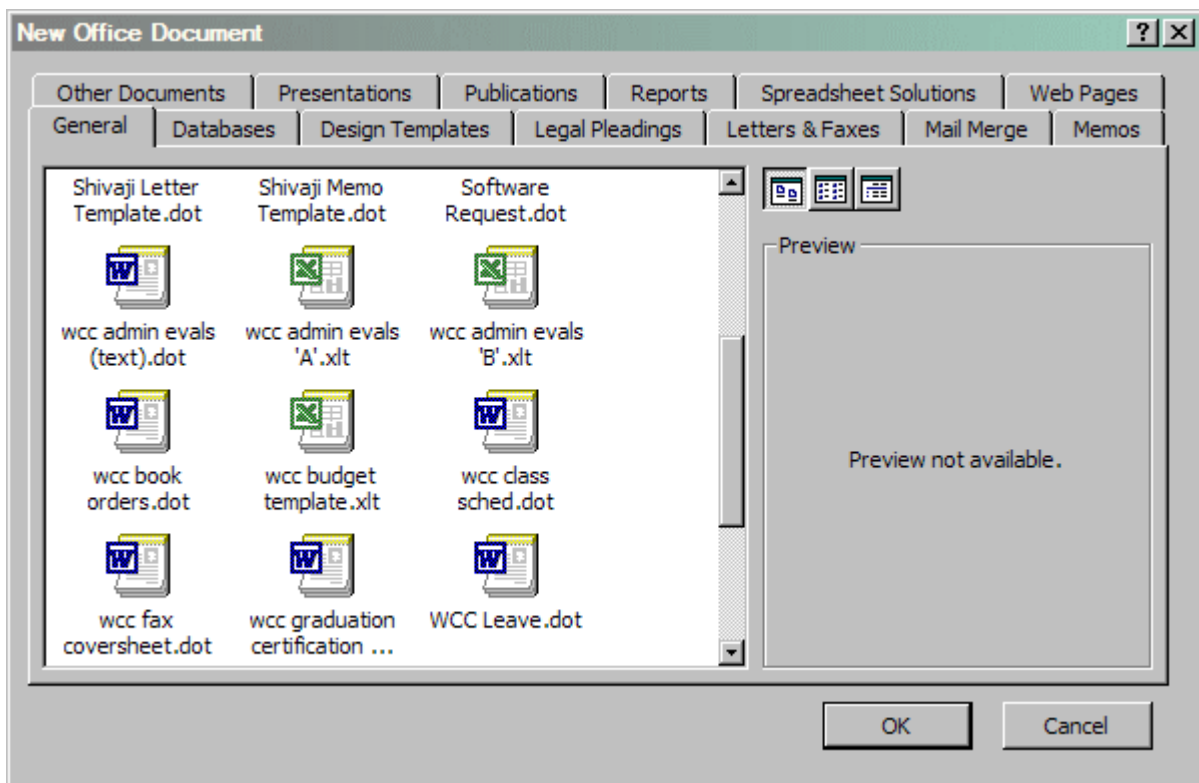 New Office Document
Other Documents Presentations Publications Reports Spreadsheet Solutions Web Pages
General Databases Design Templates Legal Pleadings Letters & Faxes Mail Merge Memos
Shivaji Letter Shivaji Memo Software
Template.dot Template.dot Request.dot
Preview
wcc admin evals wcc admin evals wcc admin evals
(text).dot 'A'.xlt 'B'.xlt
Preview not available.
wcc book wcc budget wcc class
orders.dot template.xlt sched.dot
wcc fax wcc graduation WCC Leave.dot
coversheet.dot certification ...
OK Cancel